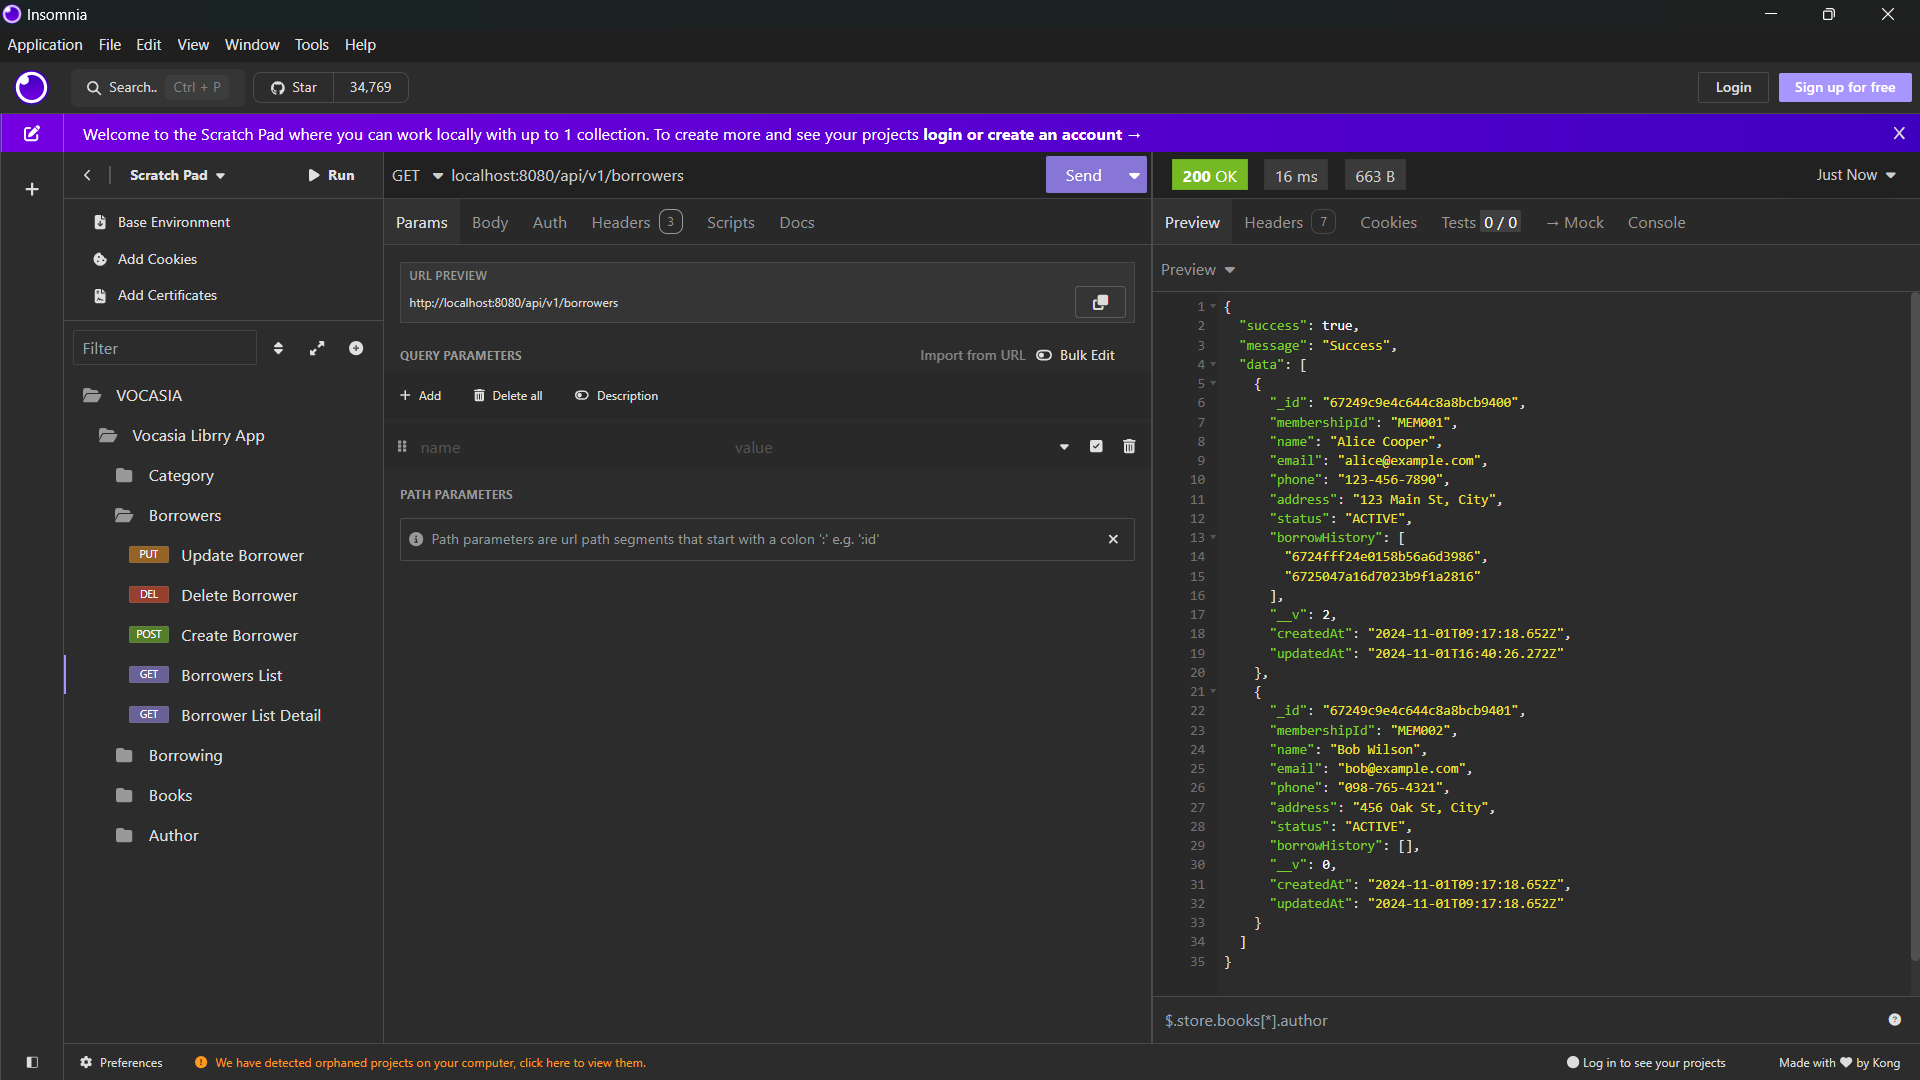 Insomnia
Application File Edit View Window Tools Help
Search.. Ctrl + P Star 34,769 Login Sign up for free
Welcome to the Scratch Pad where you can work locally with up to 1 collection. To create more and see your projects login or create an account → X
Scratch Pad Run
Base Environment
Add Cookies
Add Certificates
Filter
VOCASIA
Vocasia Librry App
Category
Borrowers
PUT Update Borrower
DEL Delete Borrower
POST Create Borrower
GET Borrowers List
GET Borrower List Detail
Borrowing
Books
Author
GET localhost:8080/api/v1/borrowers Send
Params Body Auth Headers 3 Scripts Docs
URL PREVIEW
http://localhost:8080/api/v1/borrowers
QUERY PARAMETERS Import from URL Bulk Edit
+ Add Delete all Description
name value
PATH PARAMETERS
Path parameters are url path segments that start with a colon ':' e.g. ':id'
200 OK 16 ms 663 B Just Now
Preview Headers 7 Cookies Tests 0 / 0 → Mock Console
Preview
1 {
2 "success": true,
3 "message": "Success",
4 "data": [
5 {
6 "_id": "67249c9e4c644c8a8bcb9400",
7 "membershipId": "MEM001",
8 "name": "Alice Cooper",
9 "email": "alice@example.com",
10 "phone": "123-456-7890",
11 "address": "123 Main St, City",
12 "status": "ACTIVE",
13 "borrowHistory": [
14 "6724fff24e0158b56a6d3986",
15 "6725047a16d7023b9f1a2816"
16 ],
17 "__v": 2,
18 "createdAt": "2024-11-01T09:17:18.652Z",
19 "updatedAt": "2024-11-01T16:40:26.272Z"
20 },
21 {
22 "_id": "67249c9e4c644c8a8bcb9401",
23 "membershipId": "MEM002",
24 "name": "Bob Wilson",
25 "email": "bob@example.com",
26 "phone": "098-765-4321",
27 "address": "456 Oak St, City",
28 "status": "ACTIVE",
29 "borrowHistory": [],
30 "__v": 0,
31 "createdAt": "2024-11-01T09:17:18.652Z",
32 "updatedAt": "2024-11-01T09:17:18.652Z"
33 }
34 ]
35 }
$.store.books[*].author
Preferences We have detected orphaned projects on your computer, click here to view them. Log in to see your projects Made with ♥ by Kong